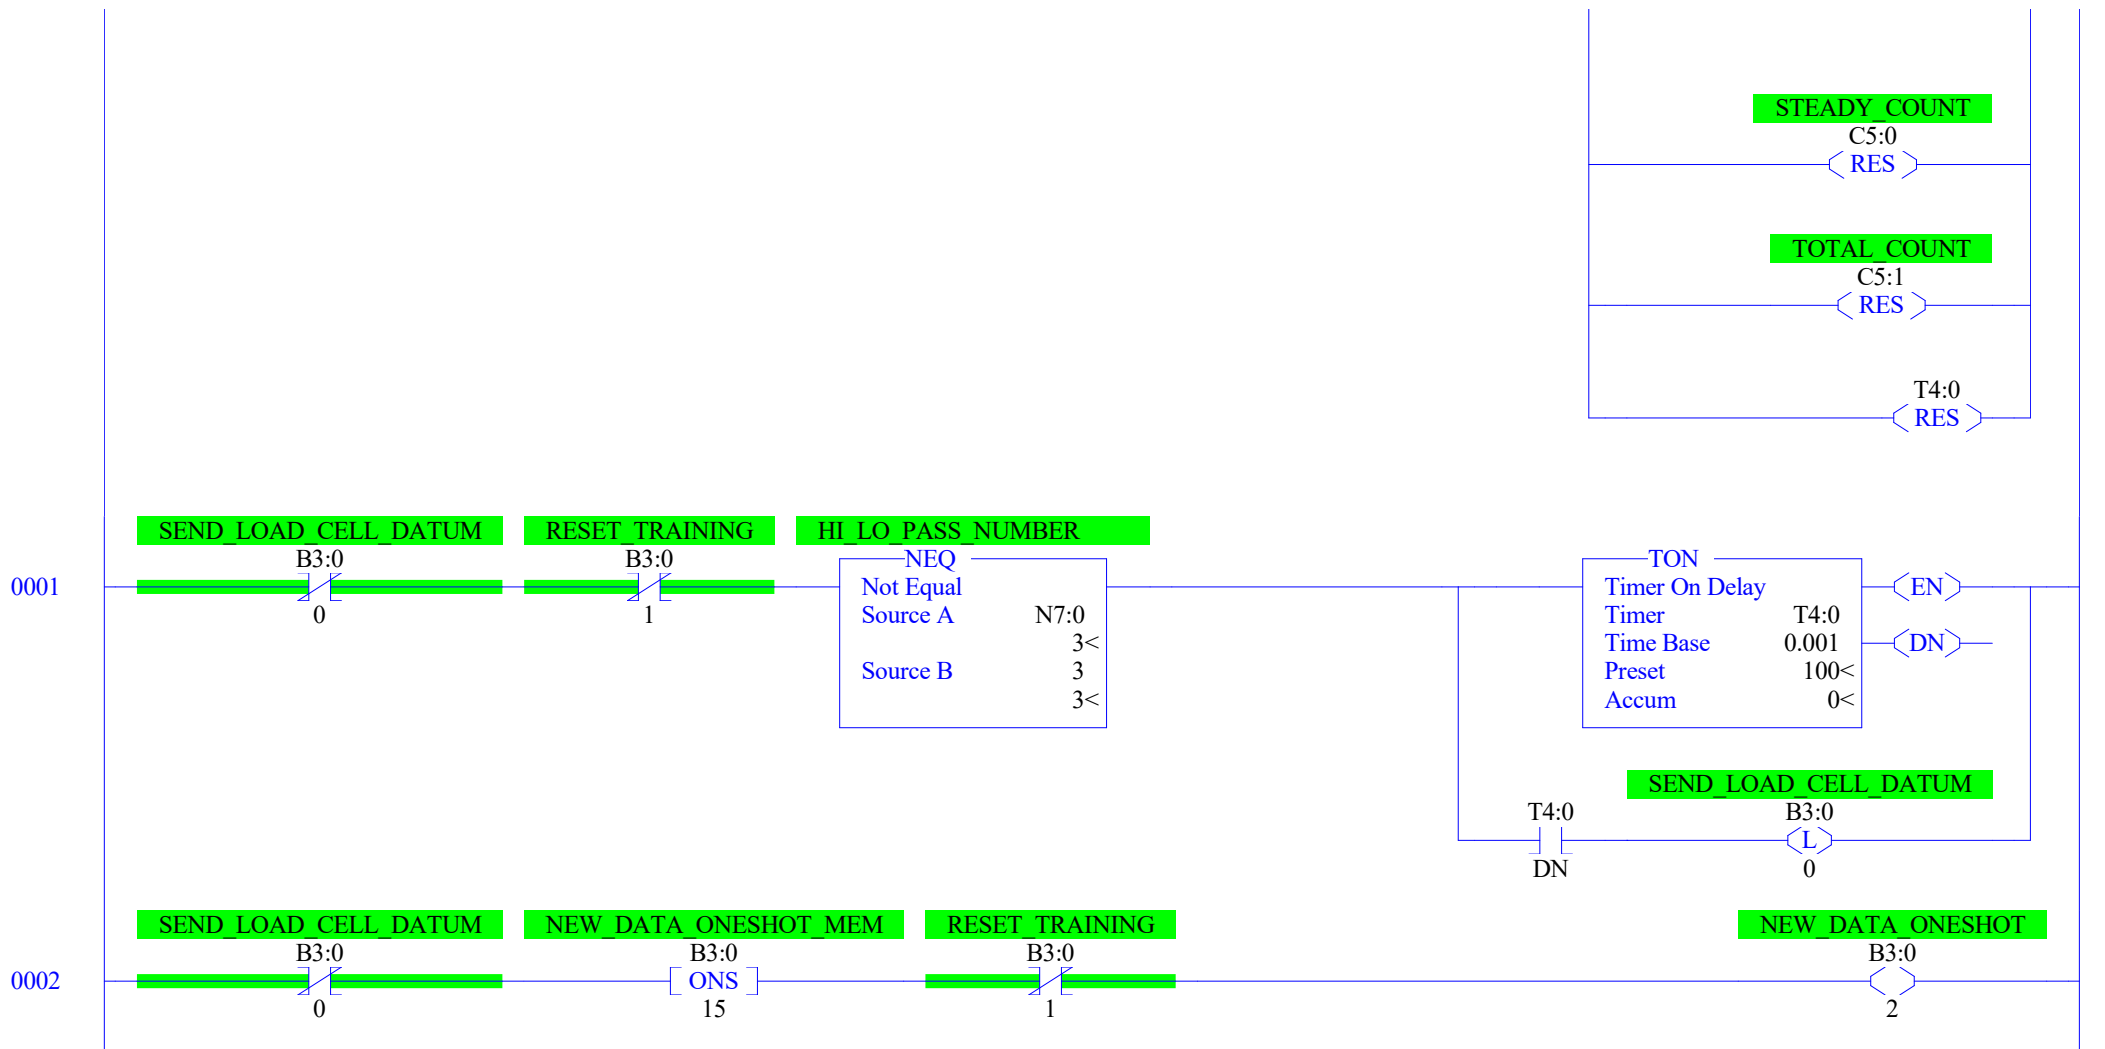 STEADY_COUNT
C5:0
RES
TOTAL_COUNT
C5:1
RES
T4:0
RES
SEND_LOAD_CELL_DATUM RESET_TRAINING HI_LO_PASS_NUMBER
B3:0 B3:0 NEQ TON
0001 Not Equal Timer On Delay EN
0 1 Source A N7:0 Timer T4:0
3< Time Base 0.001 DN
Source B 3 Preset 100<
3< Accum 0<
SEND_LOAD_CELL_DATUM
T4:0 B3:0
L
DN 0
SEND_LOAD_CELL_DATUM NEW_DATA_ONESHOT_MEM RESET_TRAINING NEW_DATA_ONESHOT
B3:0 B3:0 B3:0 B3:0
0002 ONS
0 15 1 2